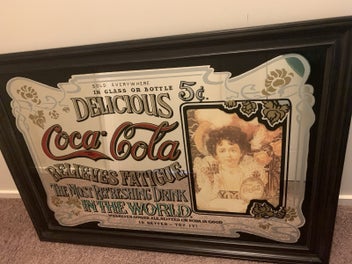 SOLD EVERYWHERE
IN GLASS OR BOTTLE
DELICIOUS 5¢
Coca-Cola
RELIEVES FATIGUE
THE MOST REFRESHING DRINK
IN THE WORLD
IS BETTER - TRY IT!